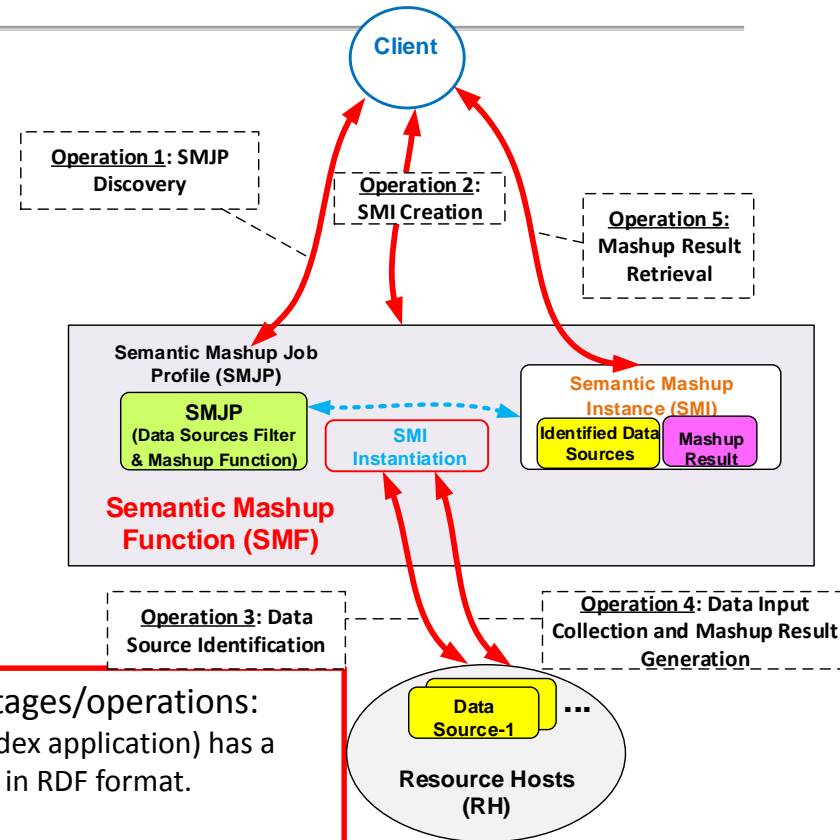 Client
Operation 1: SMJP
Discovery
Operation 2:
SMI Creation
Operation 5:
Mashup Result
Retrieval
Semantic Mashup Job
Profile (SMJP)
SMJP
(Data Sources Filter
& Mashup Function)
SMI
Instantiation
Semantic Mashup
Instance (SMI)
Identified Data
Sources
Mashup
Result
Semantic Mashup
Function (SMF)
Operation 3: Data
Source Identification
Operation 4: Data Input
Collection and Mashup Result
Generation
Data
Source-1
...
Resource Hosts
(RH)
tages/operations:
dex application) has a
in RDF format.